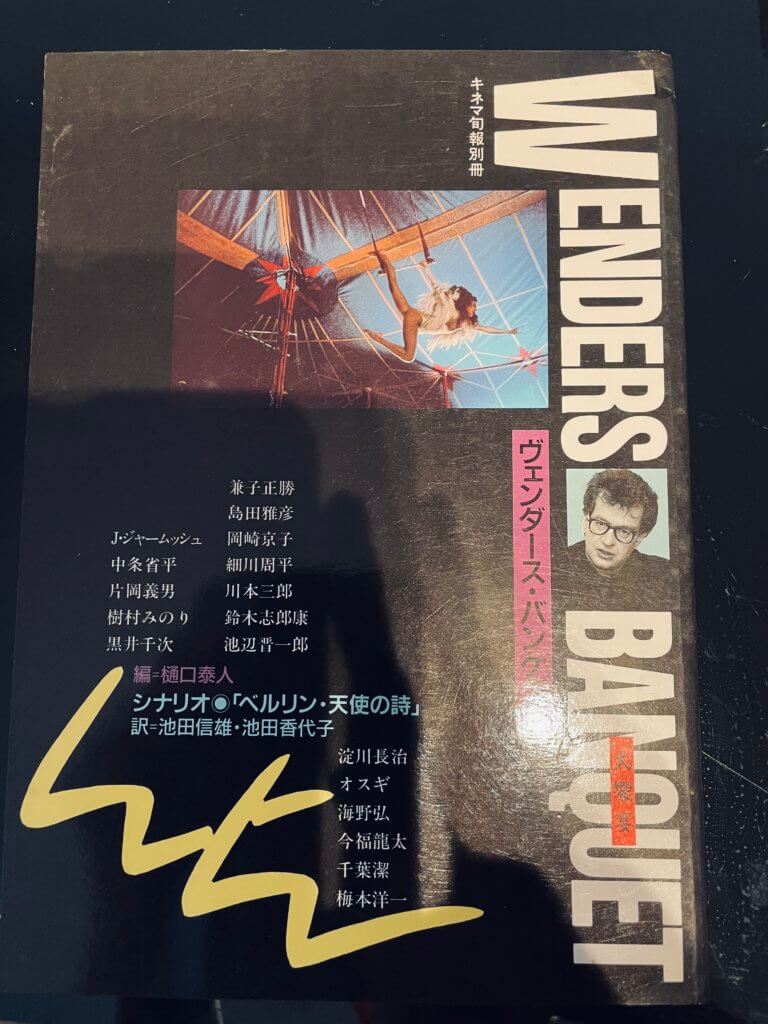 WENDERS BANQUET
キネマ旬報別冊
ヴェンダース・バンケ
大饗宴
兼子正勝
島田雅彦
岡崎京子
細川周平
川本三郎
鈴木志郎康
池辺晋一郎
J・ジャームッシュ
中条省平
片岡義男
樹村みのり
黒井千次
編=樋口泰人
シナリオ◉「ベルリン・天使の詩」
訳=池田信雄・池田香代子
淀川長治
オスギ
海野弘
今福龍太
千葉潔
梅本洋一